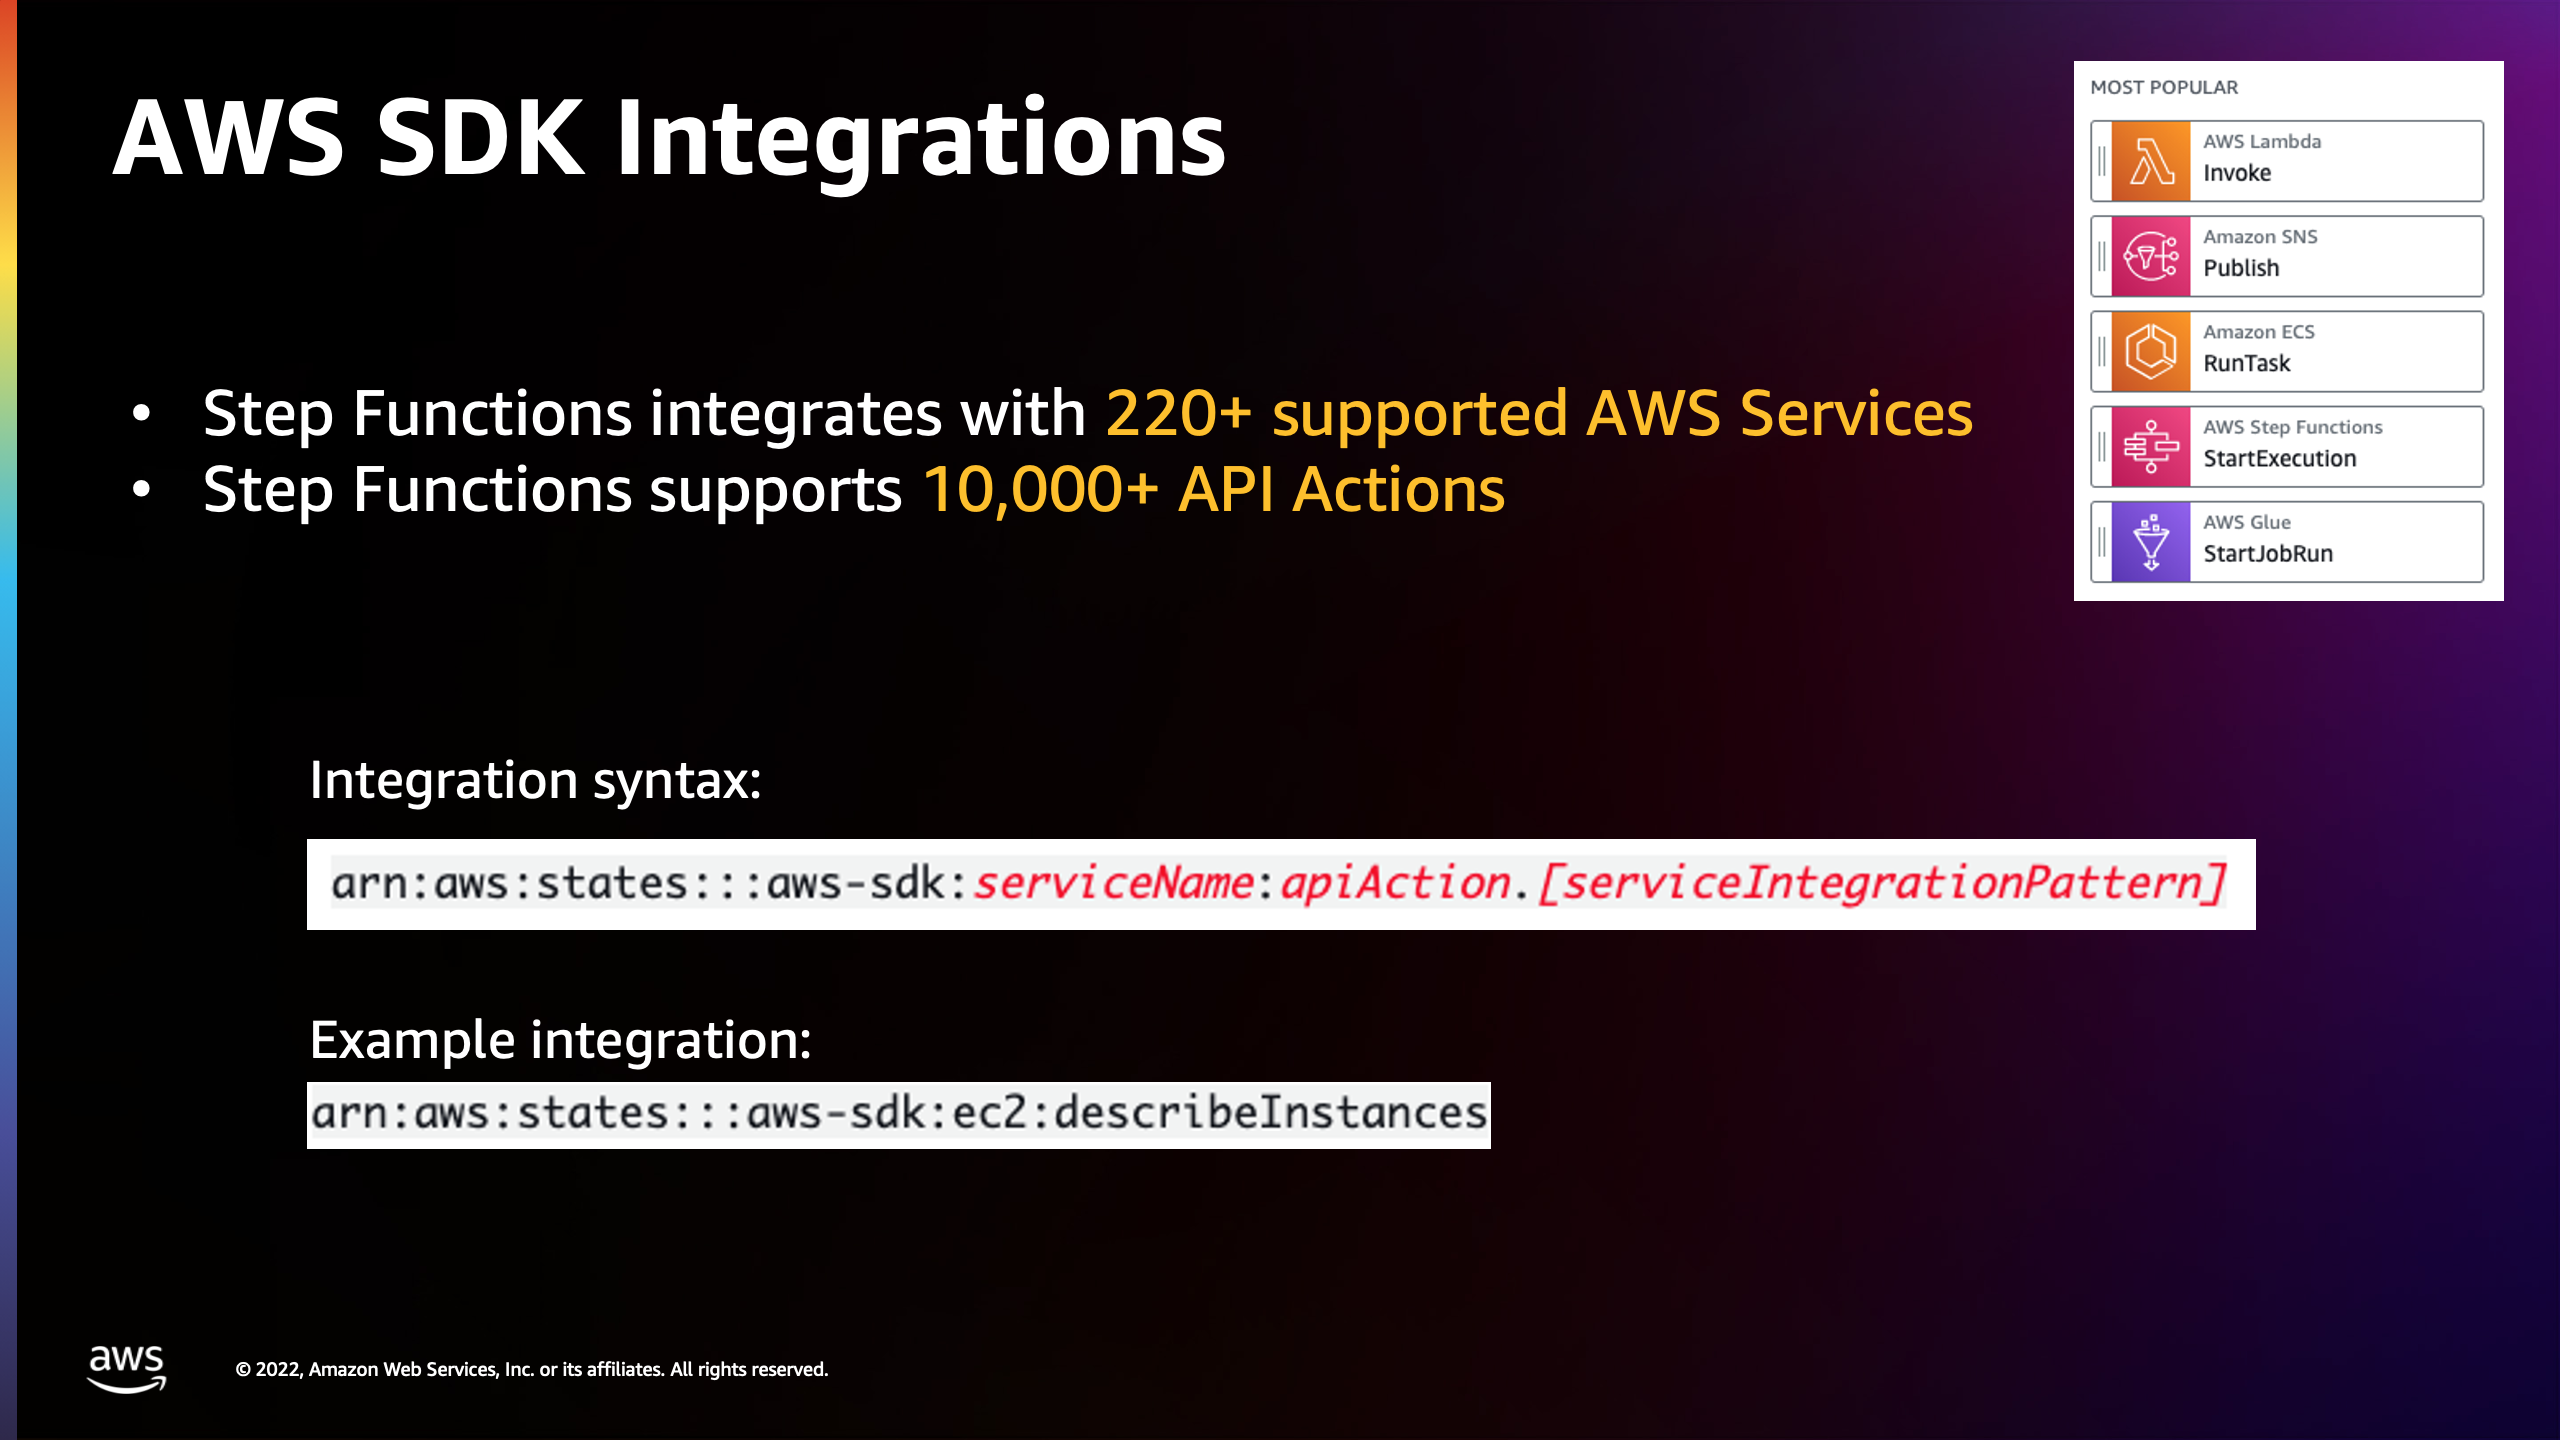 AWS SDK Integrations
MOST POPULAR
AWS Lambda
Invoke
Amazon SNS
Publish
Amazon ECS
RunTask
AWS Step Functions
StartExecution
AWS Glue
StartJobRun
• Step Functions integrates with 220+ supported AWS Services
• Step Functions supports 10,000+ API Actions
Integration syntax:
arn:aws:states:::aws-sdk:serviceName:apiAction.[serviceIntegrationPattern]
Example integration:
arn:aws:states:::aws-sdk:ec2:describeInstances
aws
© 2022, Amazon Web Services, Inc. or its affiliates. All rights reserved.